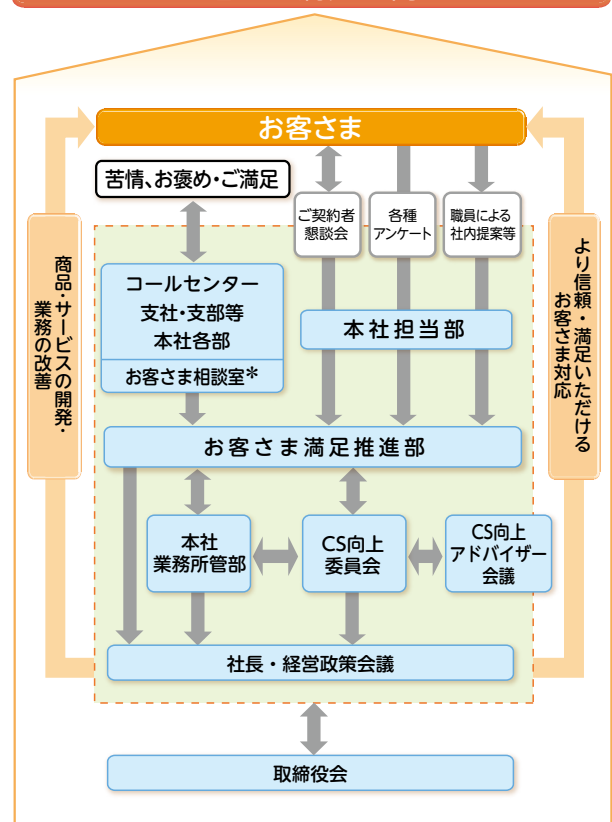 お客さま
苦情、お褒め・ご満足
ご契約者
懇談会
各種
アンケート
職員による
社内提案等
商品・サービスの開発・
業務の改善
より信頼・満足いただける
お客さま対応
コールセンター
支社・支部等
本社各部
お客さま相談室*
本社担当部
お客さま満足推進部
本社
業務所管部
CS向上
委員会
CS向上
アドバイザー
会議
社長・経営政策会議
取締役会